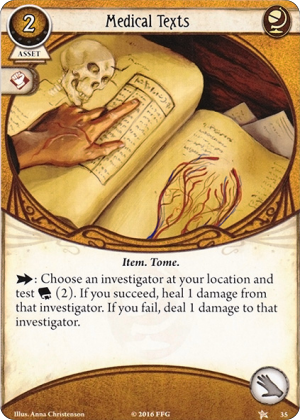 Medical Texts
2
ASSET
Item. Tome.
: Choose an investigator at your location and
test (2). If you succeed, heal 1 damage from
that investigator. If you fail, deal 1 damage to
that investigator.
Illus. Anna Christenson
© 2016 FFG
35